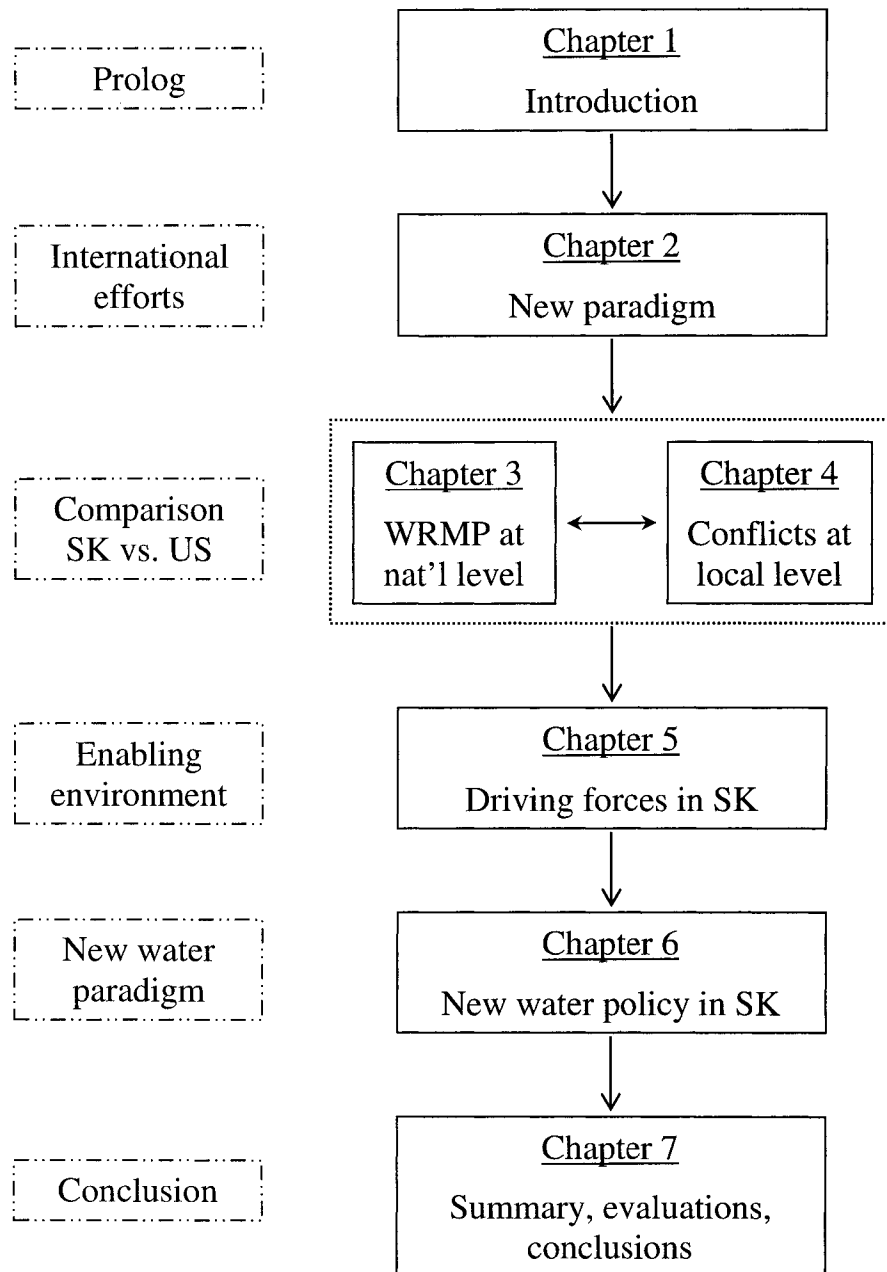 Prolog
Chapter 1
Introduction
International
efforts
Chapter 2
New paradigm
Comparison
SK vs. US
Chapter 3
WRMP at
nat'l level
Chapter 4
Conflicts at
local level
Enabling
environment
Chapter 5
Driving forces in SK
New water
paradigm
Chapter 6
New water policy in SK
Conclusion
Chapter 7
Summary, evaluations,
conclusions